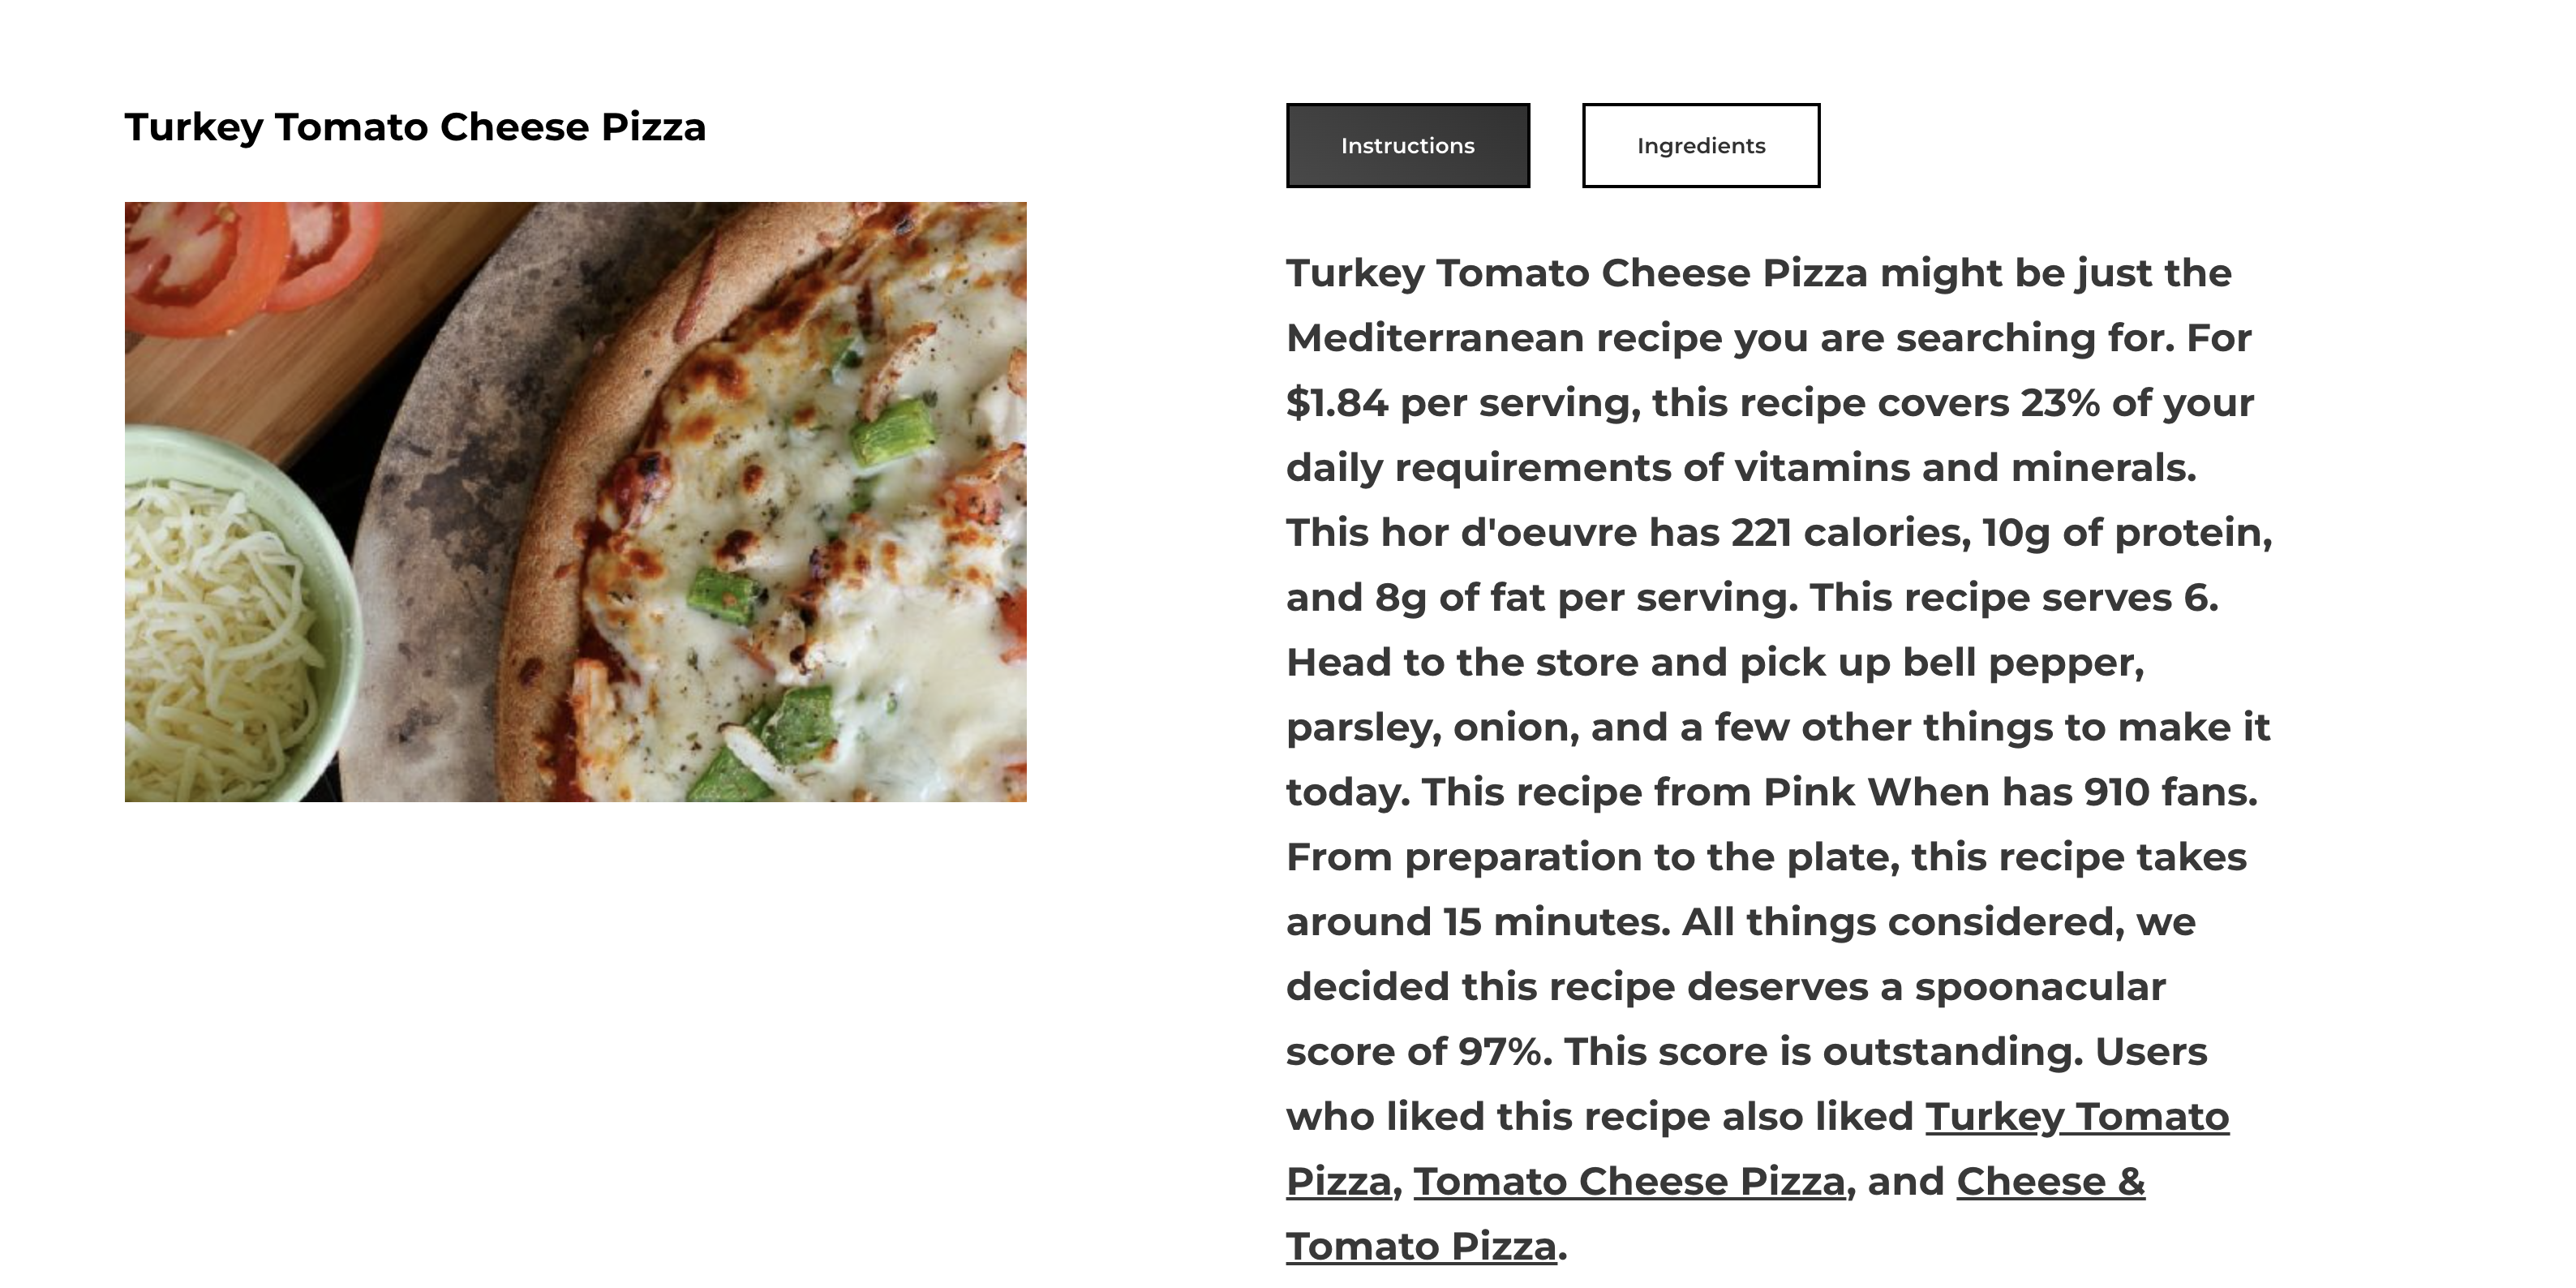 Turkey Tomato Cheese Pizza
Instructions
Ingredients
Turkey Tomato Cheese Pizza might be just the
Mediterranean recipe you are searching for. For
$1.84 per serving, this recipe covers 23% of your
daily requirements of vitamins and minerals.
This hor d'oeuvre has 221 calories, 10g of protein,
and 8g of fat per serving. This recipe serves 6.
Head to the store and pick up bell pepper,
parsley, onion, and a few other things to make it
today. This recipe from Pink When has 910 fans.
From preparation to the plate, this recipe takes
around 15 minutes. All things considered, we
decided this recipe deserves a spoonacular
score of 97%. This score is outstanding. Users
who liked this recipe also liked Turkey Tomato
Pizza, Tomato Cheese Pizza, and Cheese &
Tomato Pizza.